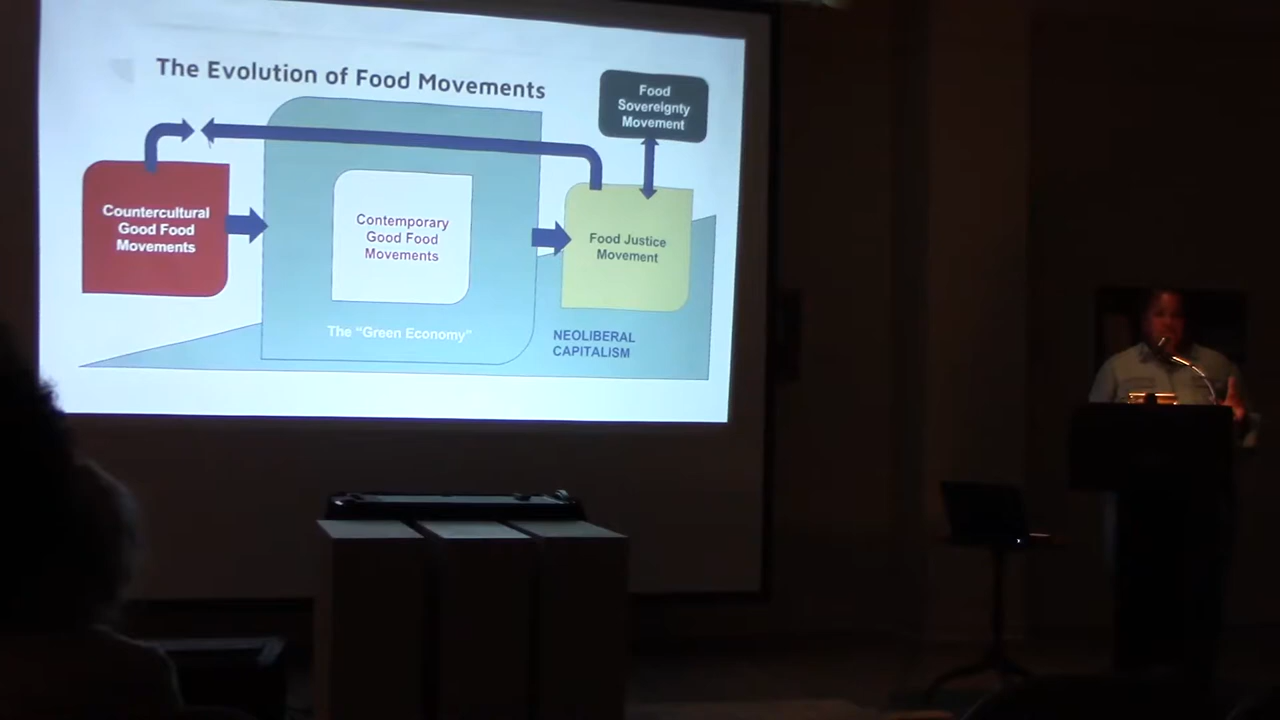 The Evolution of Food Movements
Food
Sovereignty
Movement
Countercultural
Good Food
Movements
Contemporary
Good Food
Movements
Food Justice
Movement
The “Green Economy”
NEOLIBERAL
CAPITALISM